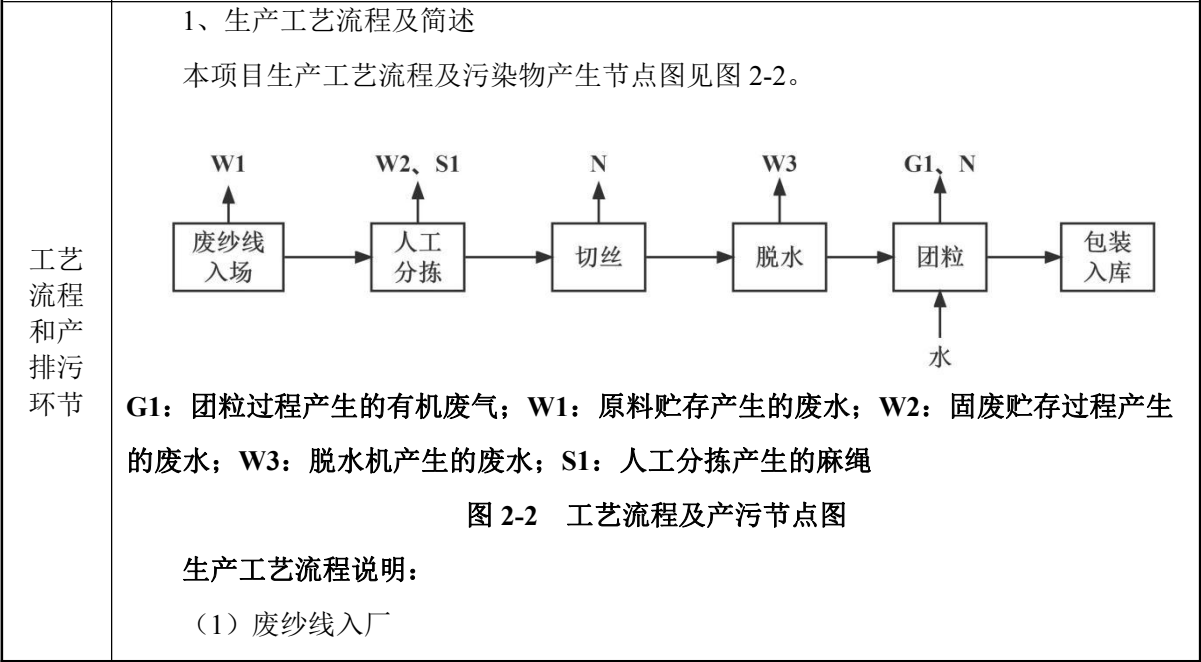 1、生产工艺流程及简述
本项目生产工艺流程及污染物产生节点图见图 2-2。
W1
W2、S1
N
W3
G1、N
废纱线
入场
人工
分拣
切丝
脱水
团粒
包装
入库
水
工艺
流程
和产
排污
环节
G1：团粒过程产生的有机废气；W1：原料贮存产生的废水；W2：固废贮存过程产生
的废水；W3：脱水机产生的废水；S1：人工分拣产生的麻绳
图 2-2 工艺流程及产污节点图
生产工艺流程说明：
（1）废纱线入厂